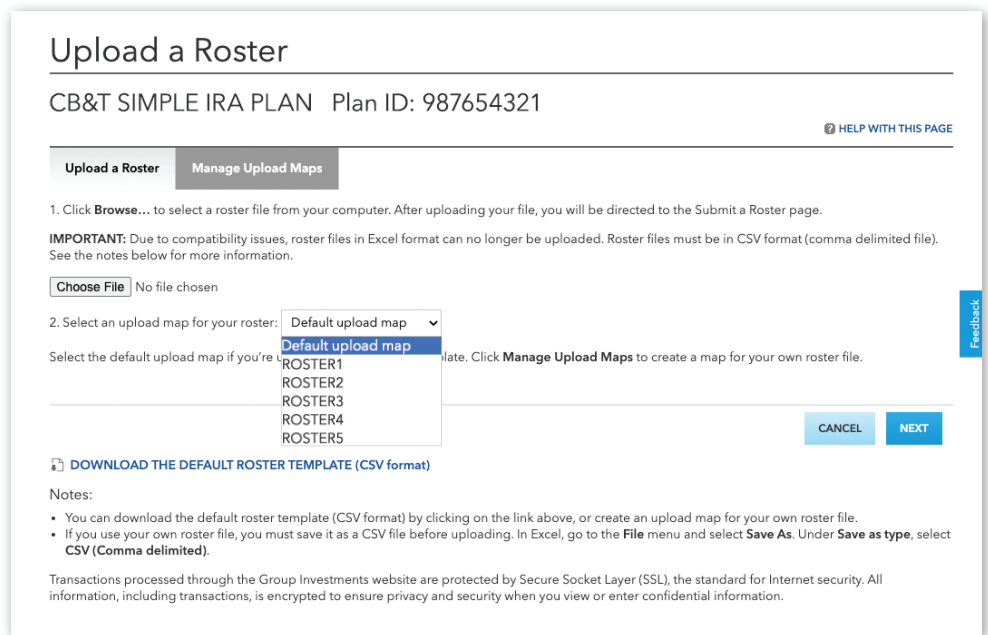 Upload a Roster
CB&T SIMPLE IRA PLAN Plan ID: 987654321
HELP WITH THIS PAGE
Upload a Roster Manage Upload Maps
1. Click Browse... to select a roster file from your computer. After uploading your file, you will be directed to the Submit a Roster page.
IMPORTANT: Due to compatibility issues, roster files in Excel format can no longer be uploaded. Roster files must be in CSV format (comma delimited file).
See the notes below for more information.
Choose File No file chosen
2. Select an upload map for your roster: Default upload map
Default upload map
Select the default upload map if you're late. Click Manage Upload Maps to create a map for your own roster file.
ROSTER1
ROSTER2
ROSTER3
ROSTER4
ROSTER5
Feedback
CANCEL NEXT
DOWNLOAD THE DEFAULT ROSTER TEMPLATE (CSV format)
Notes:
• You can download the default roster template (CSV format) by clicking on the link above, or create an upload map for your own roster file.
• If you use your own roster file, you must save it as a CSV file before uploading. In Excel, go to the File menu and select Save As. Under Save as type, select
CSV (Comma delimited).
Transactions processed through the Group Investments website are protected by Secure Socket Layer (SSL), the standard for Internet security. All
information, including transactions, is encrypted to ensure privacy and security when you view or enter confidential information.